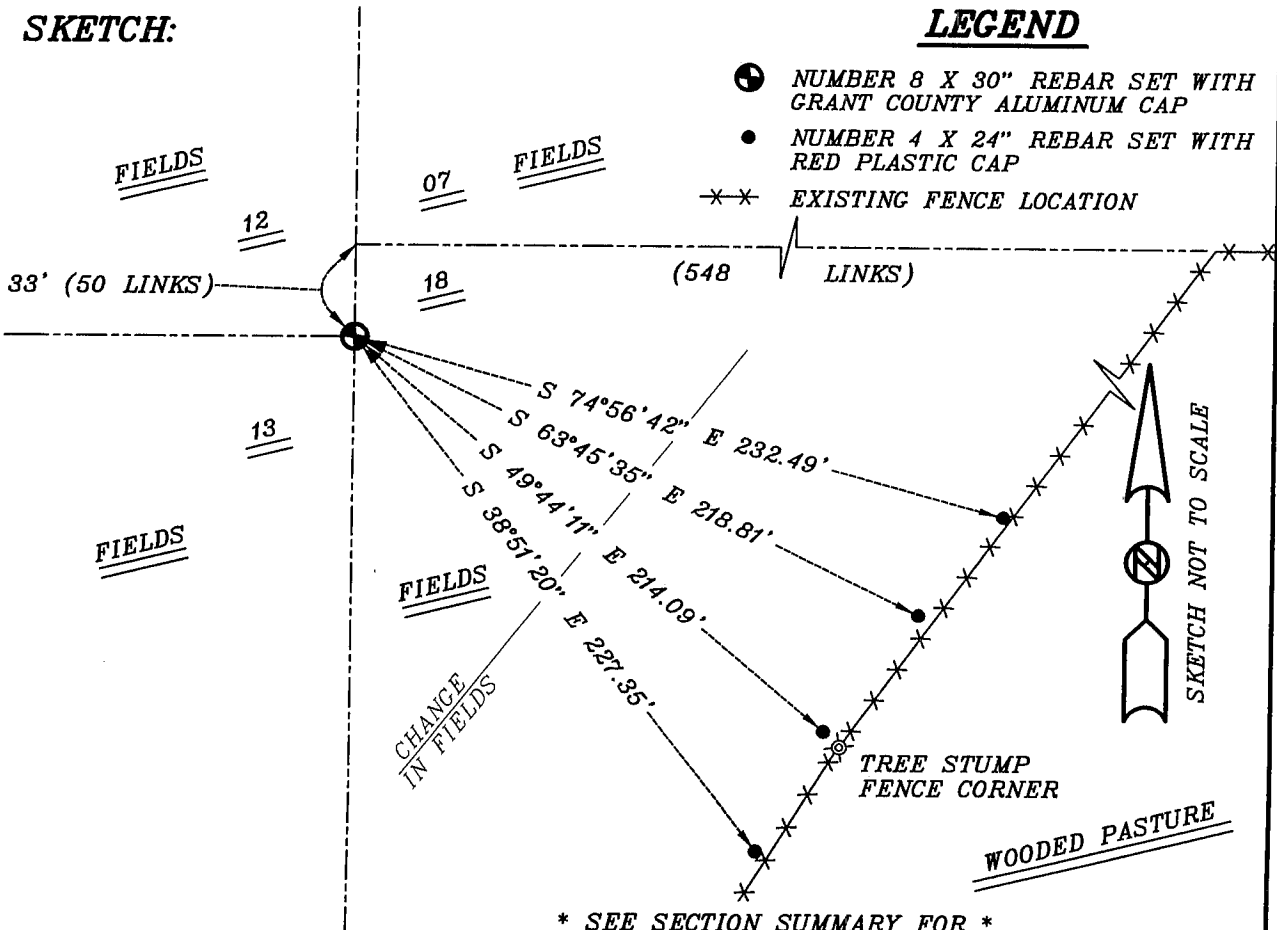 SKETCH:
LEGEND
NUMBER 8 X 30" REBAR SET WITH
GRANT COUNTY ALUMINUM CAP
NUMBER 4 X 24" REBAR SET WITH
RED PLASTIC CAP
EXISTING FENCE LOCATION
FIELDS
FIELDS
07
12
33' (50 LINKS)
18
(548 LINKS)
13
S 74°56'42" E 232.49'
S 63°45'35" E 218.81'
S 49°44'11" E 214.09'
S 38°51'20" E 227.35'
FIELDS
FIELDS
CHANGE
IN FIELDS
N
SKETCH NOT TO SCALE
TREE STUMP
FENCE CORNER
WOODED PASTURE
* SEE SECTION SUMMARY FOR *